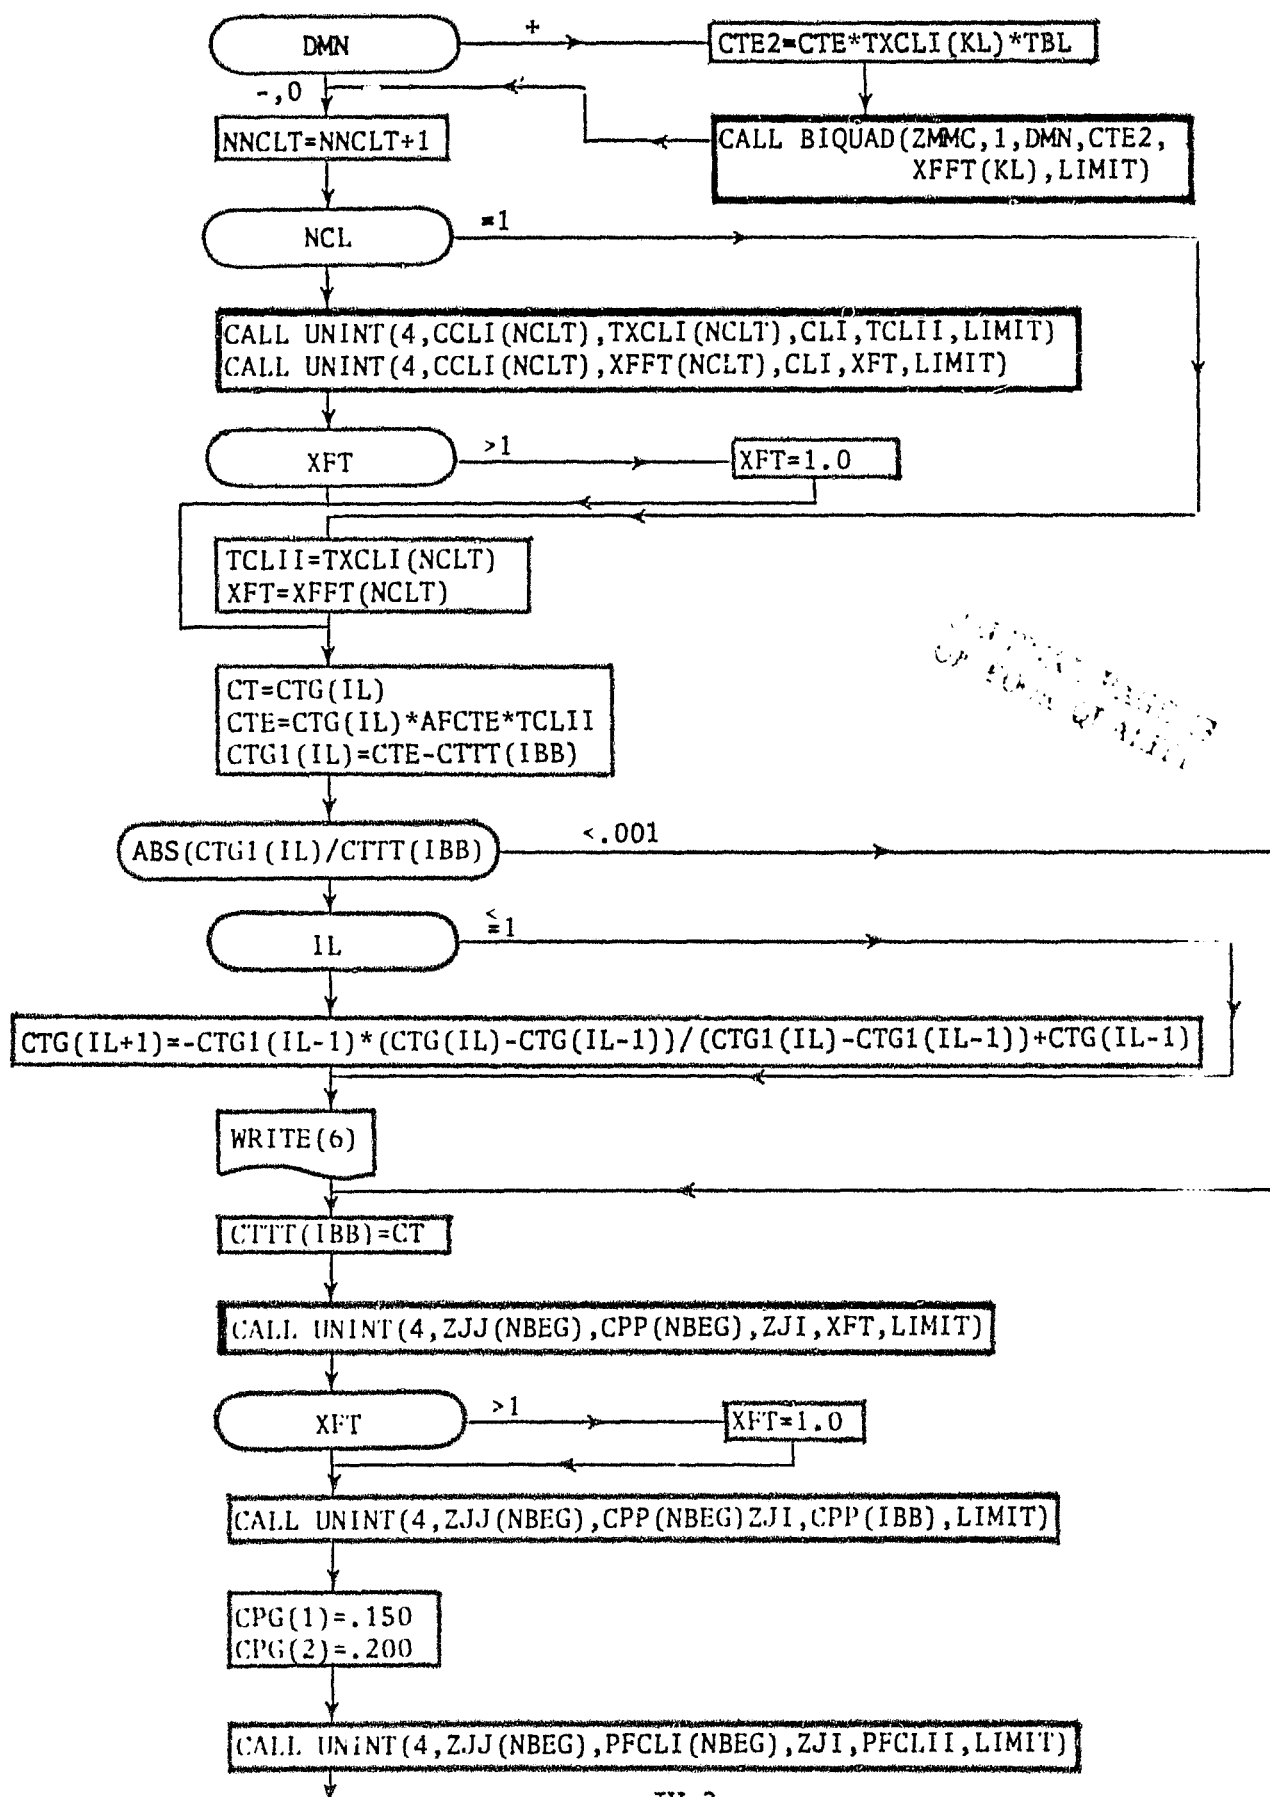 DMN
+
CTE2=CTE*TXCLI(KL)*TBL
-,0
NNCLT=NNCLT+1
CALL BIQUAD(ZMMC,1,DMN,CTE2,
XFFT(KL),LIMIT)
NCL
=1
CALL UNINT(4,CCLI(NCLT),TXCLI(NCLT),CLI,TCLII,LIMIT)
CALL UNINT(4,CCLI(NCLT),XFFT(NCLT),CLI,XFT,LIMIT)
XFT
>1
XFT=1.0
TCLII=TXCLI(NCLT)
XFT=XFFT(NCLT)
CT=CTG(IL)
CTE=CTG(IL)*AFCTE*TCLII
CTG1(IL)=CTE-CTTT(IBB)
OF POOR QUALITY
ABS(CTG1(IL)/CTTT(IBB)
<.001
IL
<
=1
CTG(IL+1)=-CTG1(IL-1)*(CTG(IL)-CTG(IL-1))/(CTG1(IL)-CTG1(IL-1))+CTG(IL-1)
WRITE(6)
CTTT(IBB)=CT
CALL UNINT(4,ZJJ(NBEG),CPP(NBEG),ZJI,XFT,LIMIT)
XFT
>1
XFT=1.0
CALL UNINT(4,ZJJ(NBEG),CPP(NBEG)ZJI,CPP(IBB),LIMIT)
CPG(1)=.150
CPG(2)=.200
CALL UNINT(4,ZJJ(NBEG),PFCLI(NBEG),ZJI,PFCLII,LIMIT)